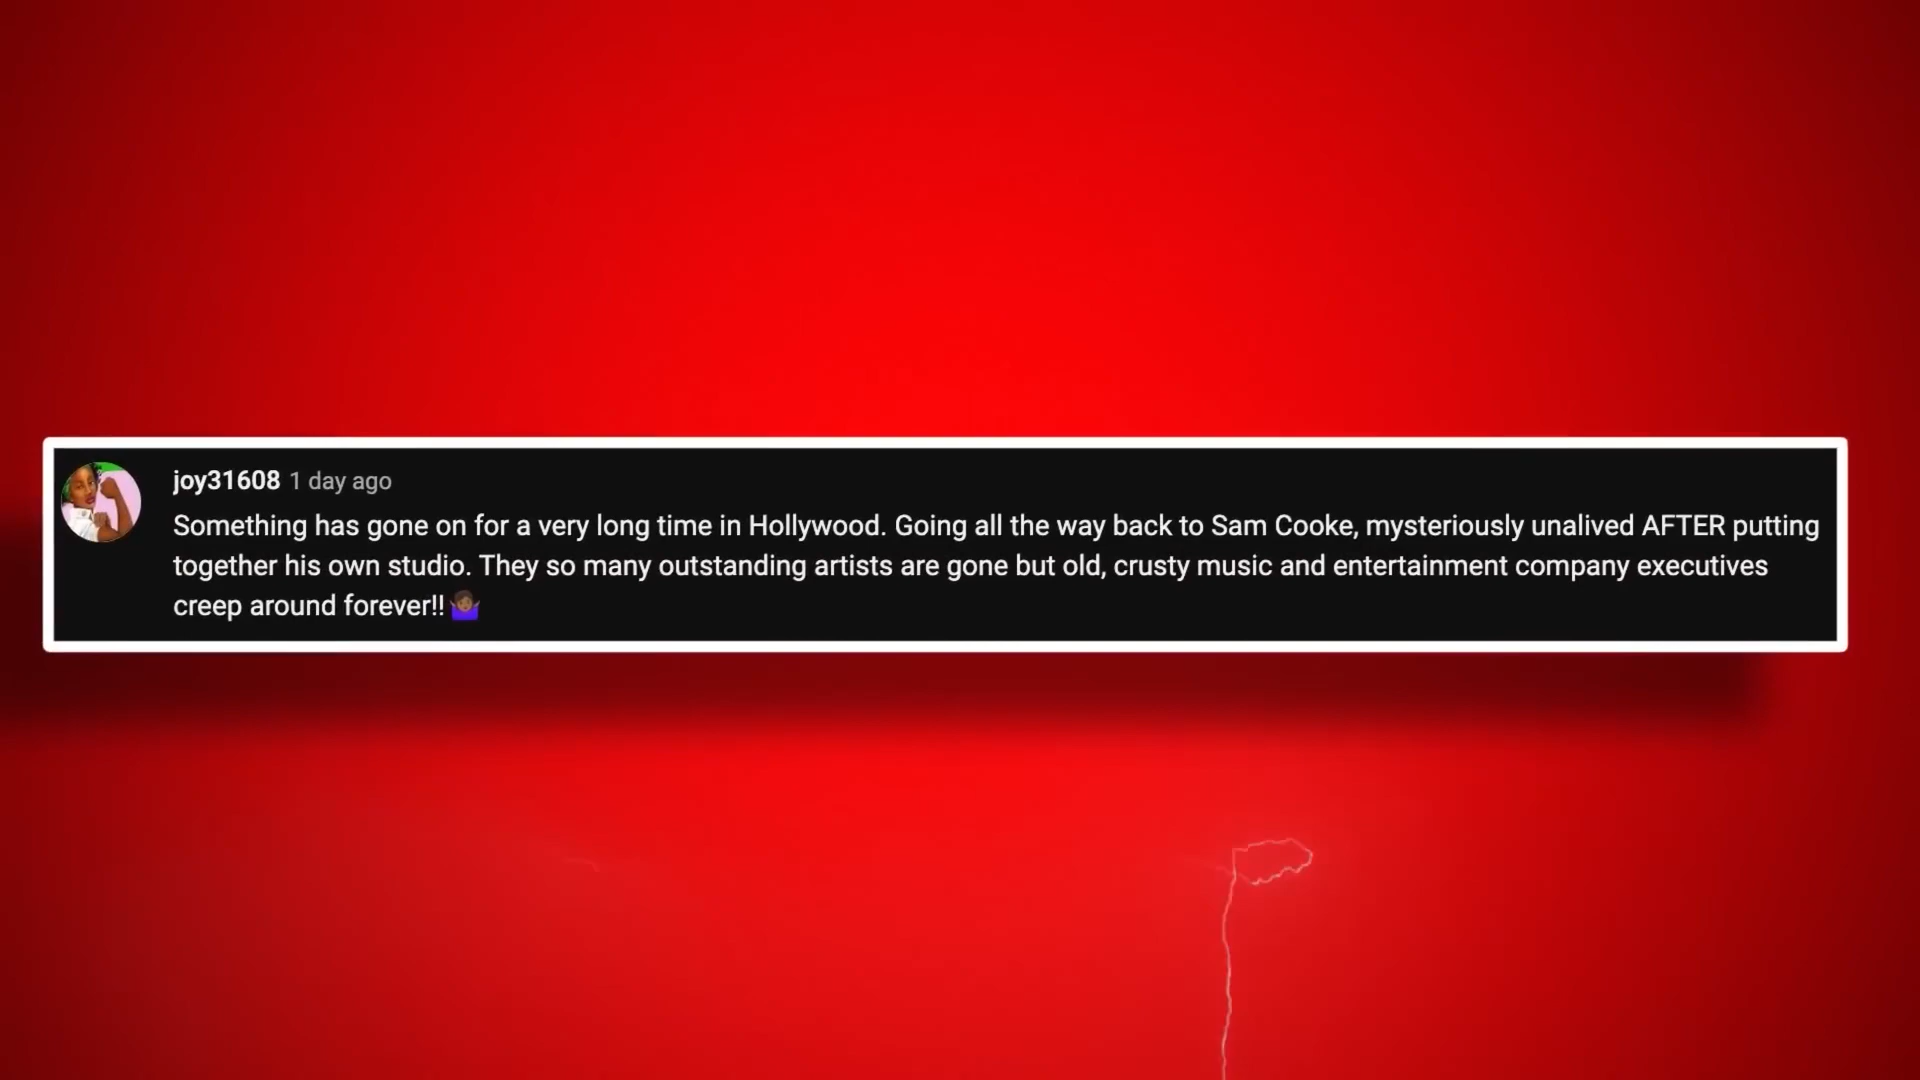 joy31608 1 day ago
Something has gone on for a very long time in Hollywood. Going all the way back to Sam Cooke, mysteriously unalived AFTER putting
together his own studio. They so many outstanding artists are gone but old, crusty music and entertainment company executives
creep around forever!! 🤷🏾‍♀️